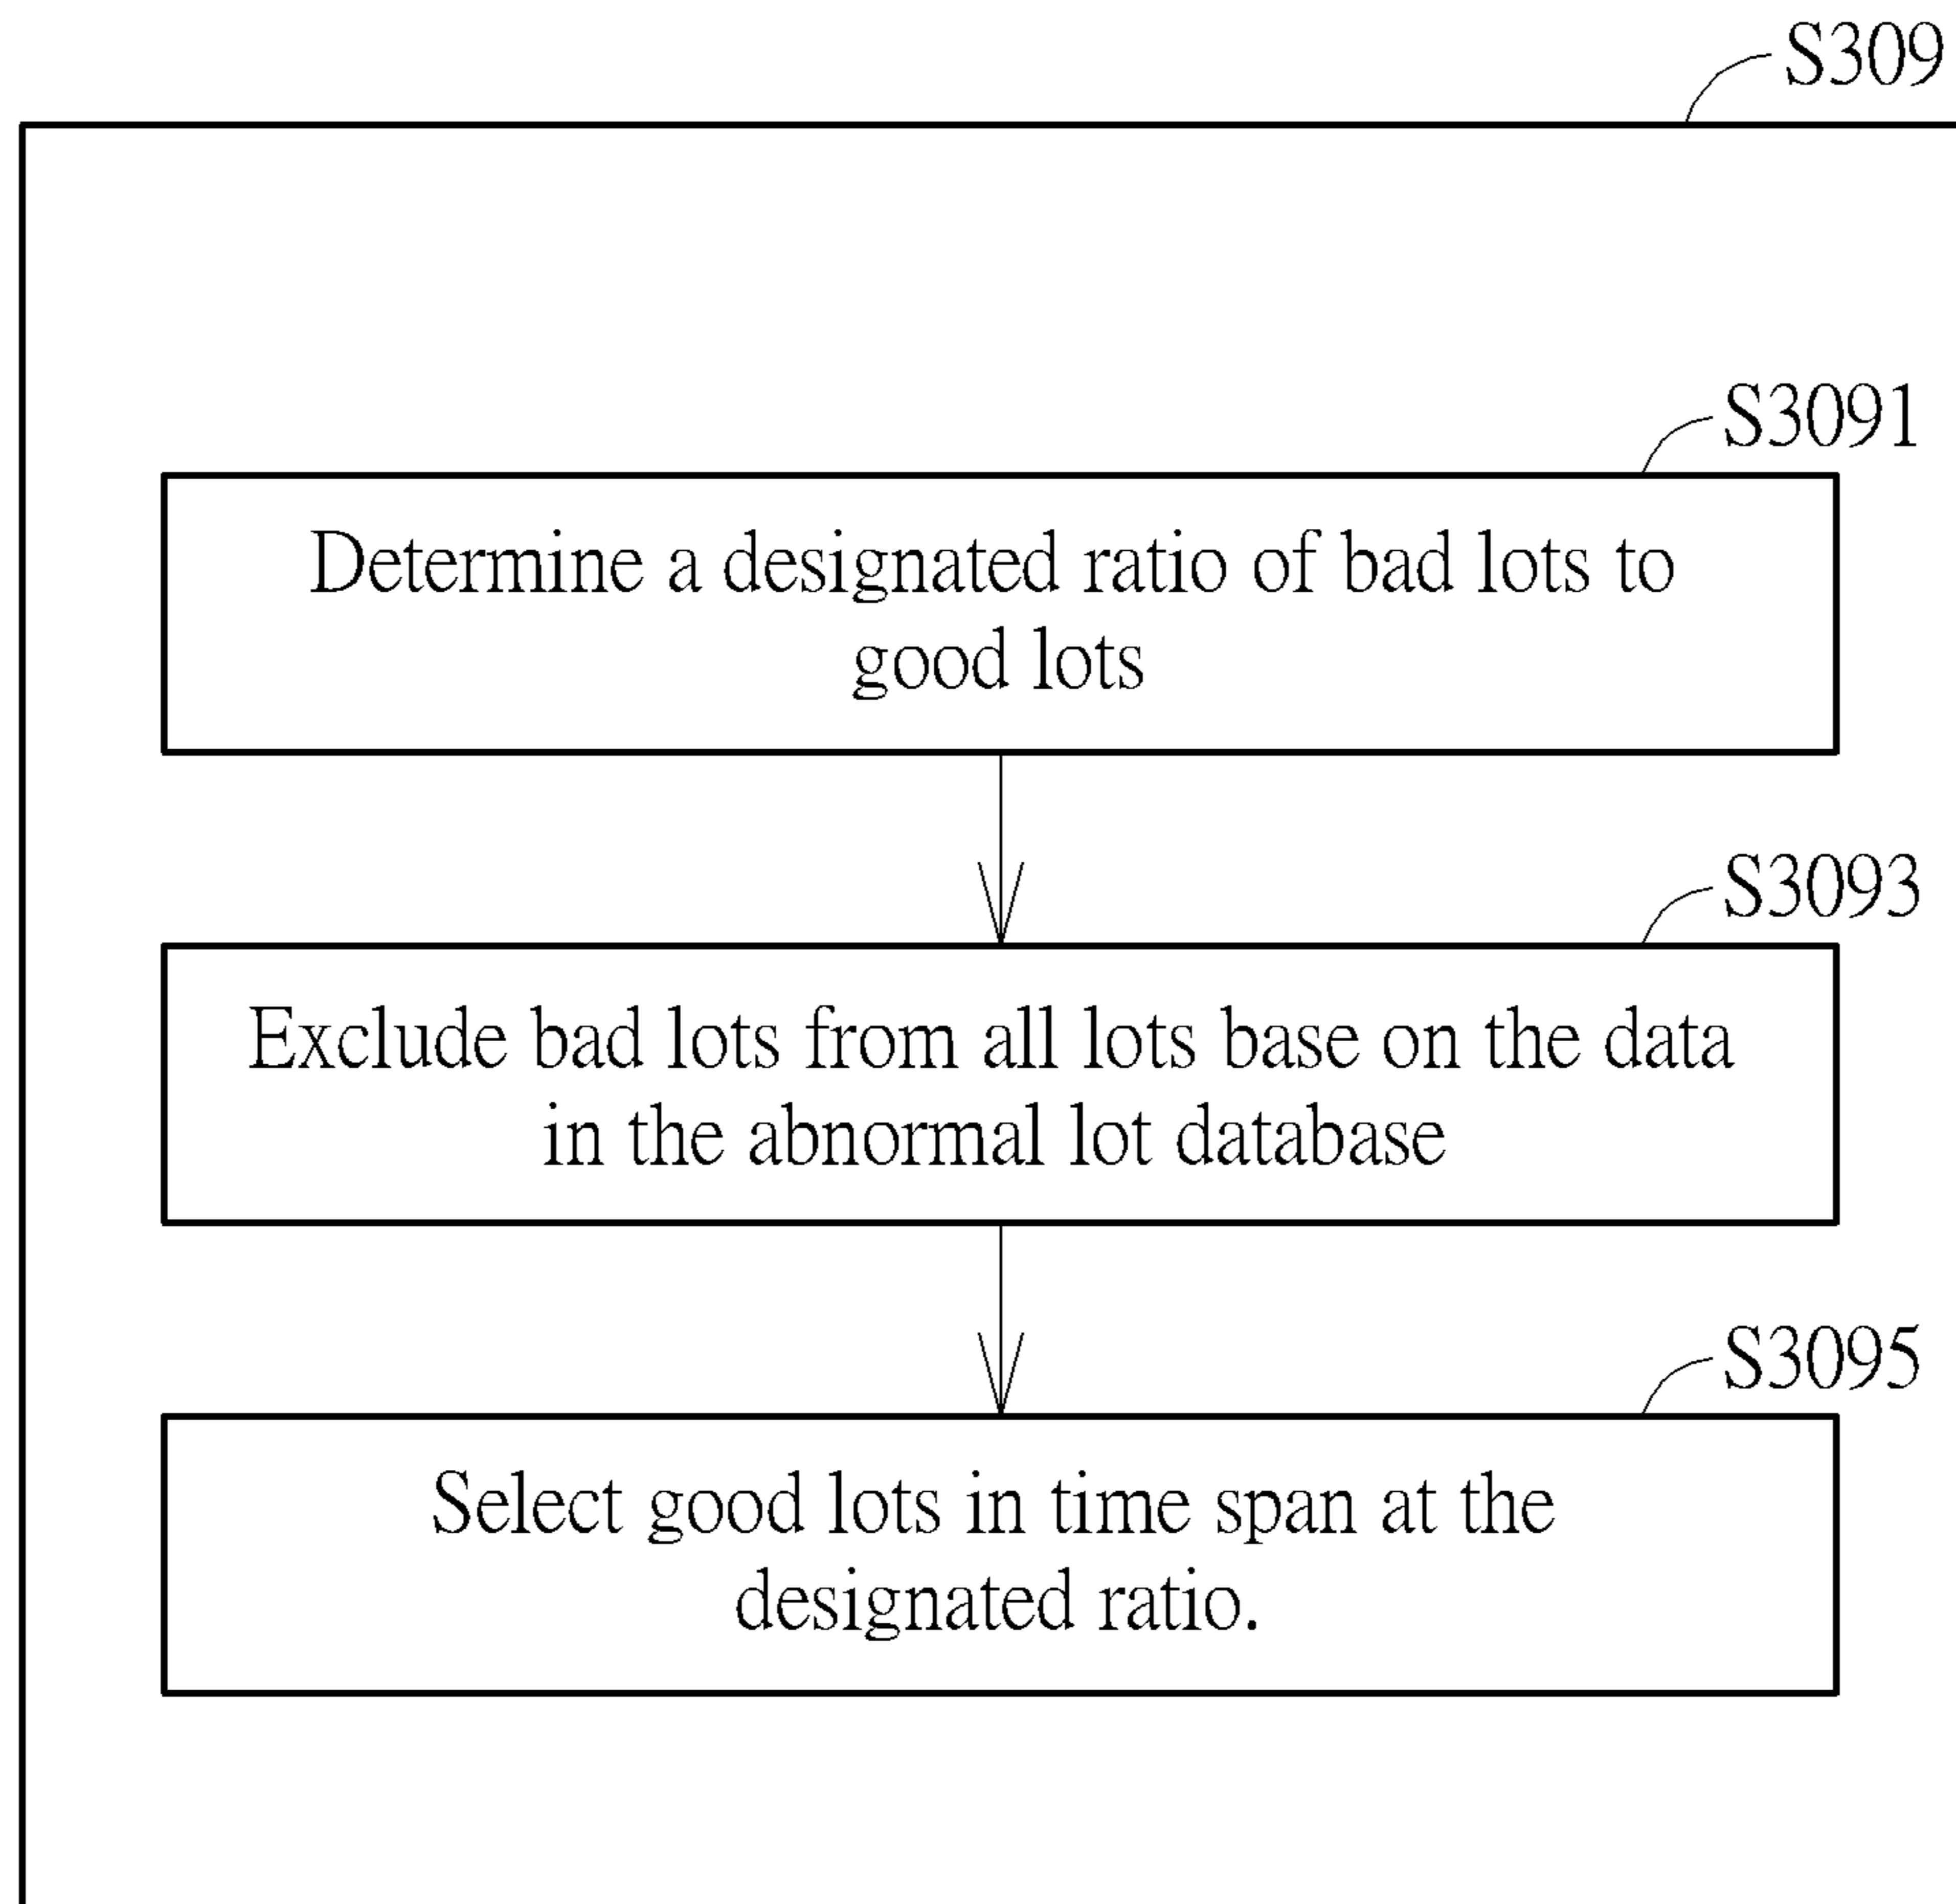 S309
S3091
Determine a designated ratio of bad lots to
good lots
S3093
Exclude bad lots from all lots base on the data
in the abnormal lot database
S3095
Select good lots in time span at the
designated ratio.